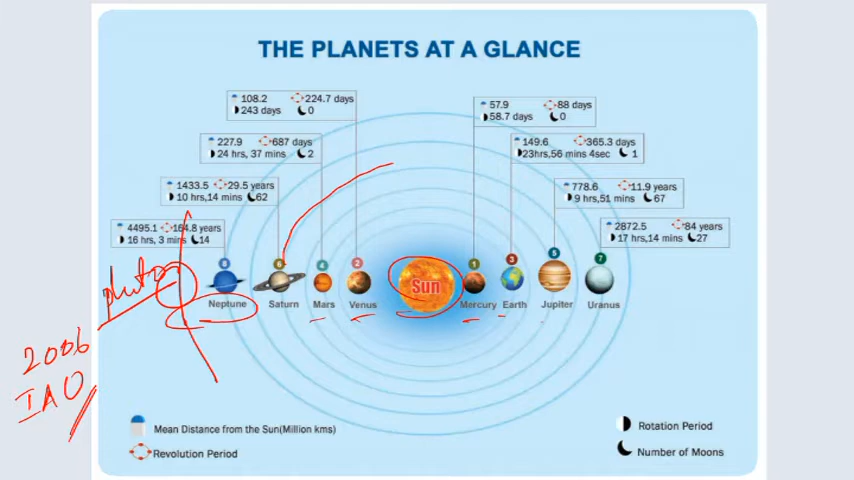 THE PLANETS AT A GLANCE
108.2 224.7 days
243 days 0
57.9 88 days
58.7 days 0
227.9 687 days
24 hrs, 37 mins 2
149.6 365.3 days
23hrs,56 mins 4sec 1
1433.5 29.5 years
10 hrs,14 mins 62
778.6 11.9 years
9 hrs,51 mins 67
4495.1 164.8 years
16 hrs, 3 mins 14
2872.5 84 years
17 hrs,14 mins 27
8 6 4 2 1 3 5 7
Sun
Neptune Saturn Mars Venus Mercury Earth Jupiter Uranus
pluto
2006
IAU
Mean Distance from the Sun(Million kms)
Revolution Period
Rotation Period
Number of Moons